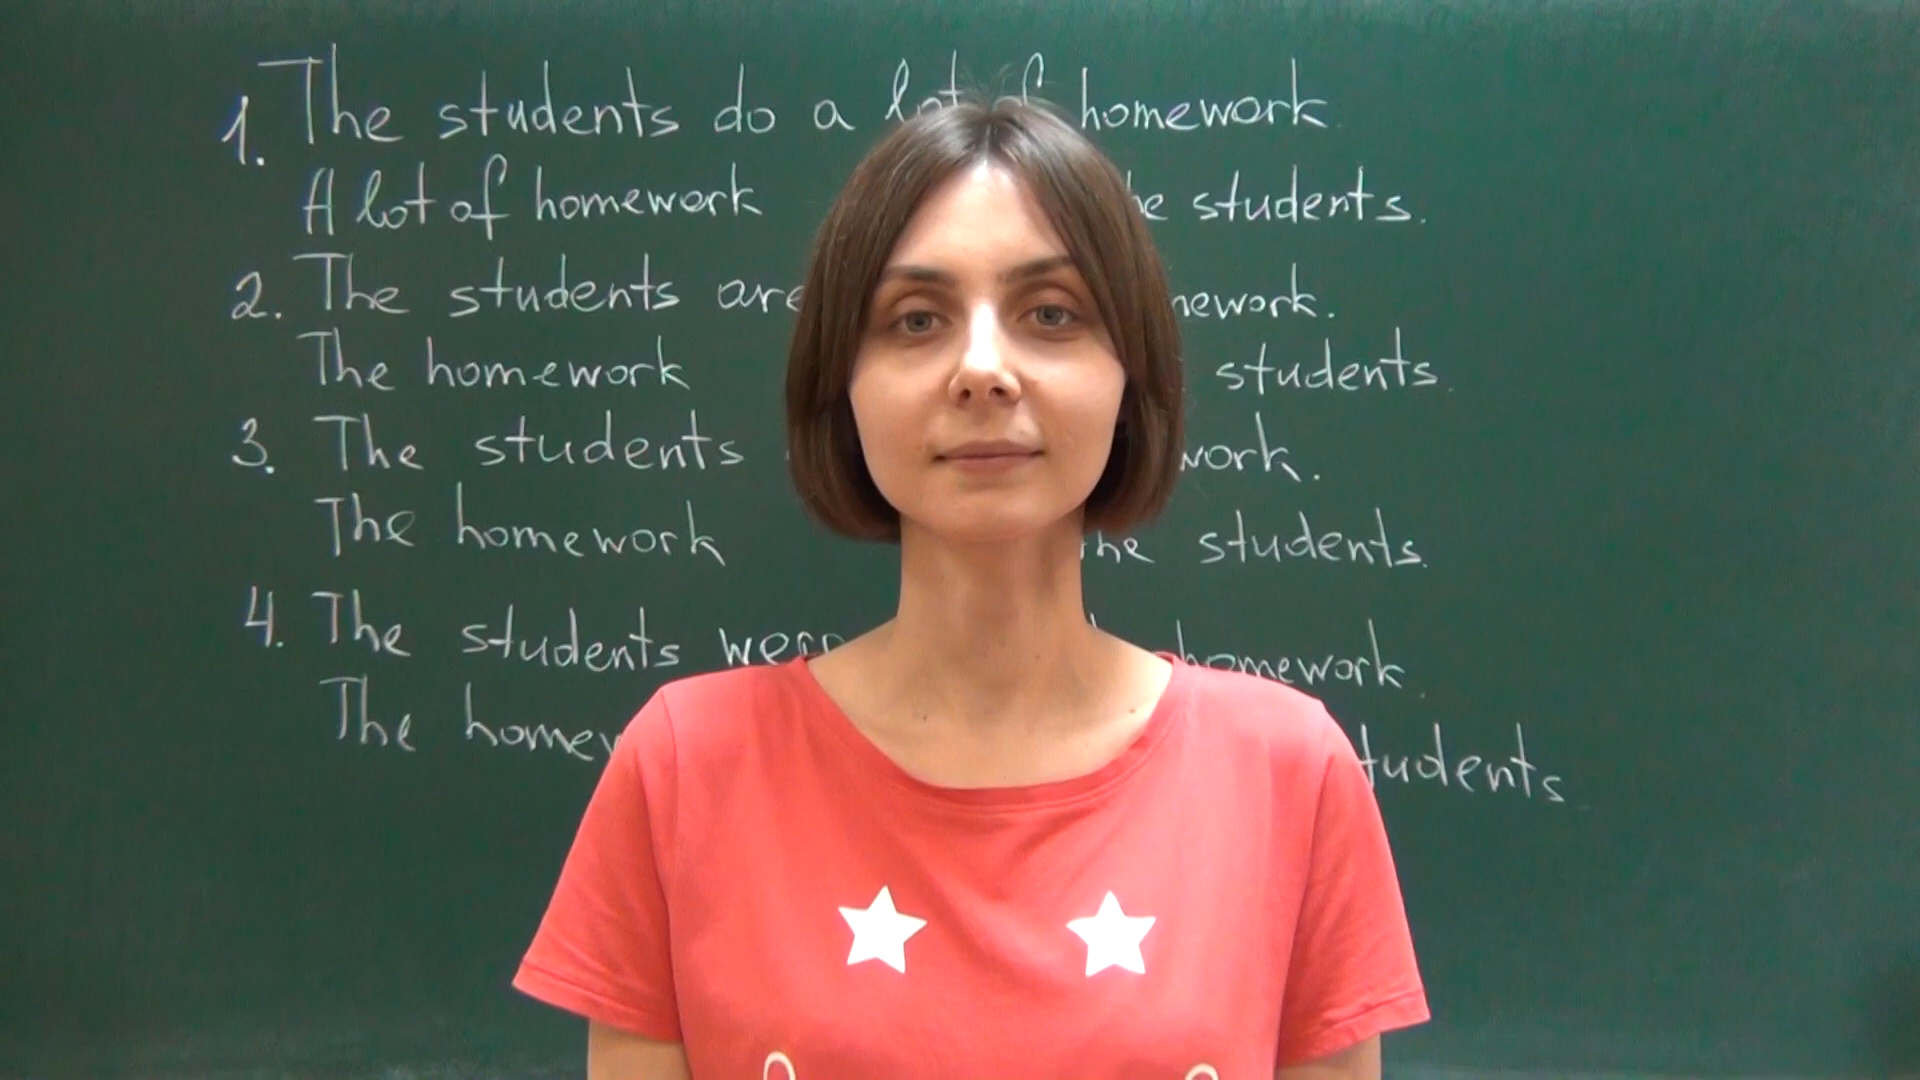 1. The students do a lot of homework.
A lot of homework the students.
2. The students are homework.
The homework students.
3. The students work.
The homework the students.
4. The students were homework.
The students